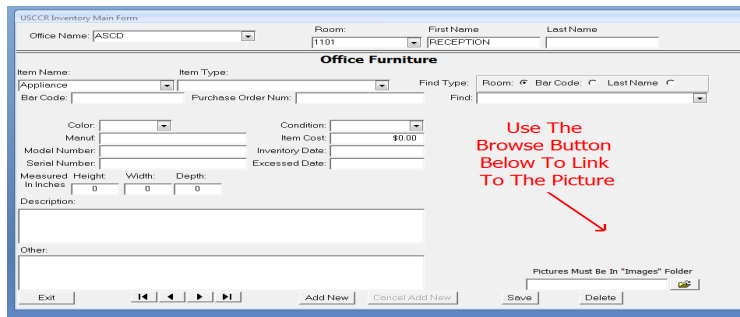 USCCR Inventory Main Form
Office Name: ASCD Room: First Name Last Name
1101 RECEPTION
Office Furniture
Item Name: Item Type:
Appliance Find Type: Room: Bar Code: Last Name
Bar Code: Purchase Order Num: Find:
Color: Condition:
Manuf: Item Cost: $0.00
Model Number: Inventory Date:
Serial Number: Excessed Date:
Measured Height: Width: Depth:
In Inches 0 0 0
Use The
Browse Button
Below To Link
To The Picture
Description:
Other:
Pictures Must Be In "Images" Folder
Exit Add New Cancel Add New Save Delete